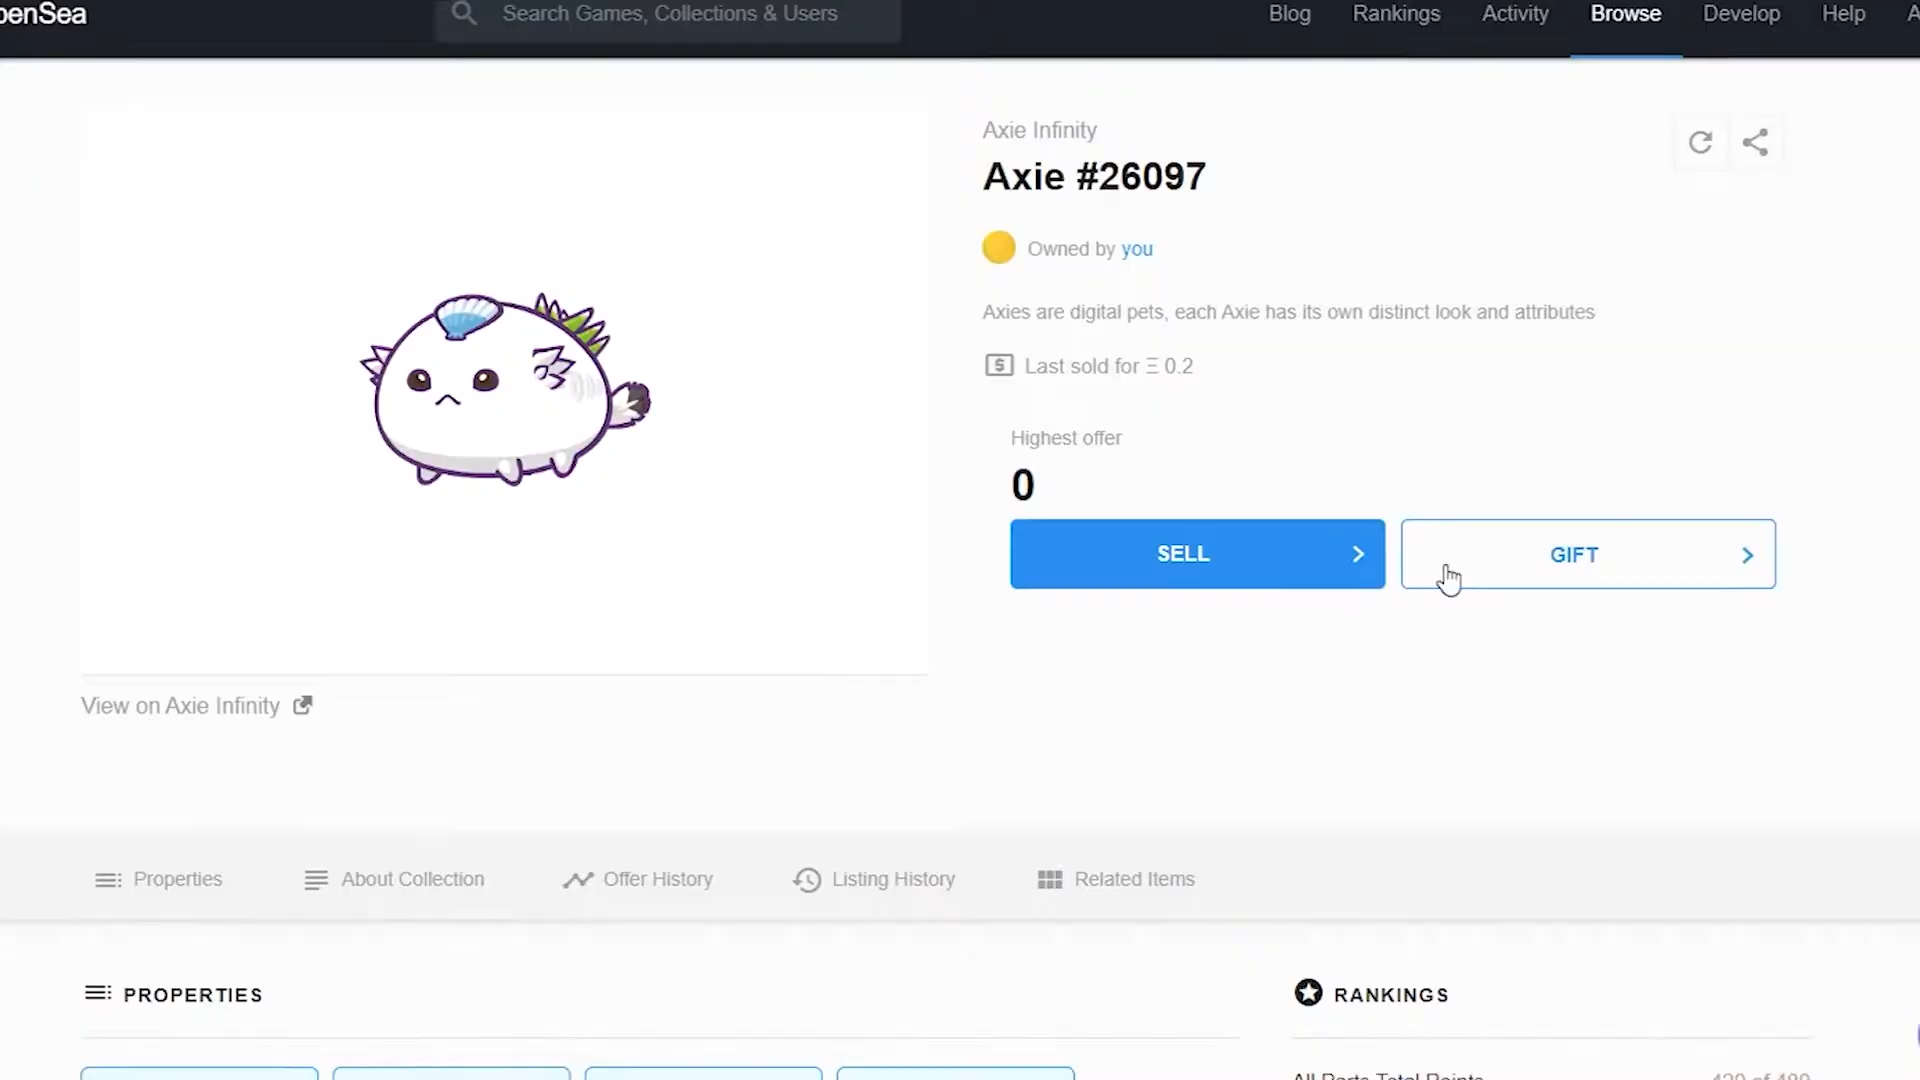 penSea
Search Games, Collections & Users
Blog Rankings Activity Browse Develop Help
Axie Infinity
Axie #26097
Owned by you
Axies are digital pets, each Axie has its own distinct look and attributes
Last sold for Ξ 0.2
Highest offer
0
SELL
GIFT
View on Axie Infinity
Properties About Collection Offer History Listing History Related Items
PROPERTIES
RANKINGS